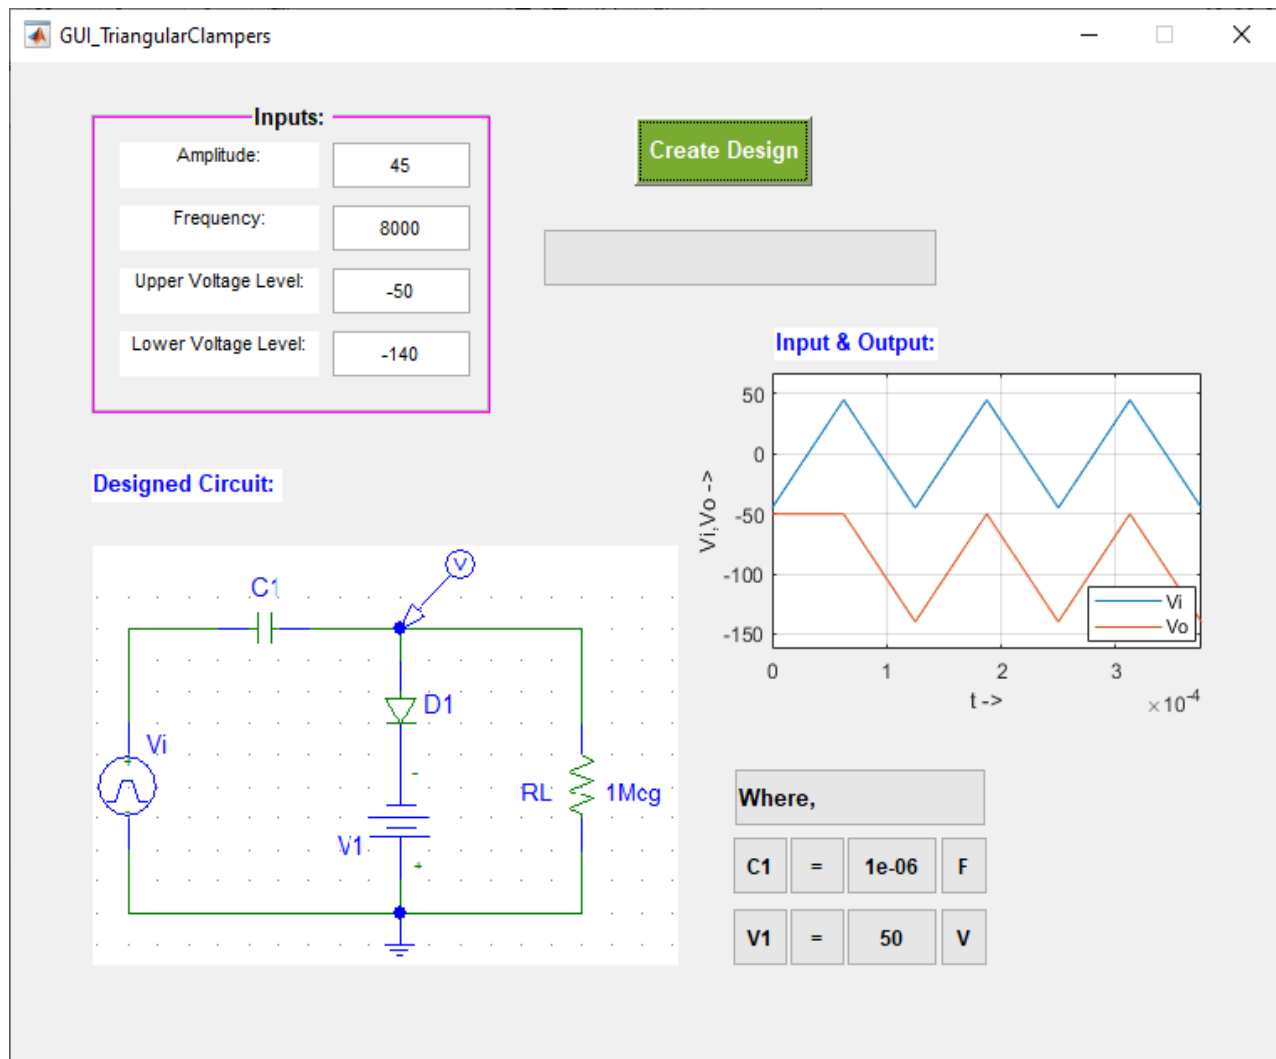 GUI_TriangularClampers
Inputs:
Amplitude:
45
Frequency:
8000
Upper Voltage Level:
-50
Lower Voltage Level:
-140
Create Design
Input & Output:
50
0
-50
-100
-150
Vi,Vo ->
0
1
2
3
t ->
×10-4
Vi
Vo
Designed Circuit:
C1
V
D1
Vi
-
RL
1Meg
V1
+
Where,
C1 = 1e-06 F
V1 = 50 V